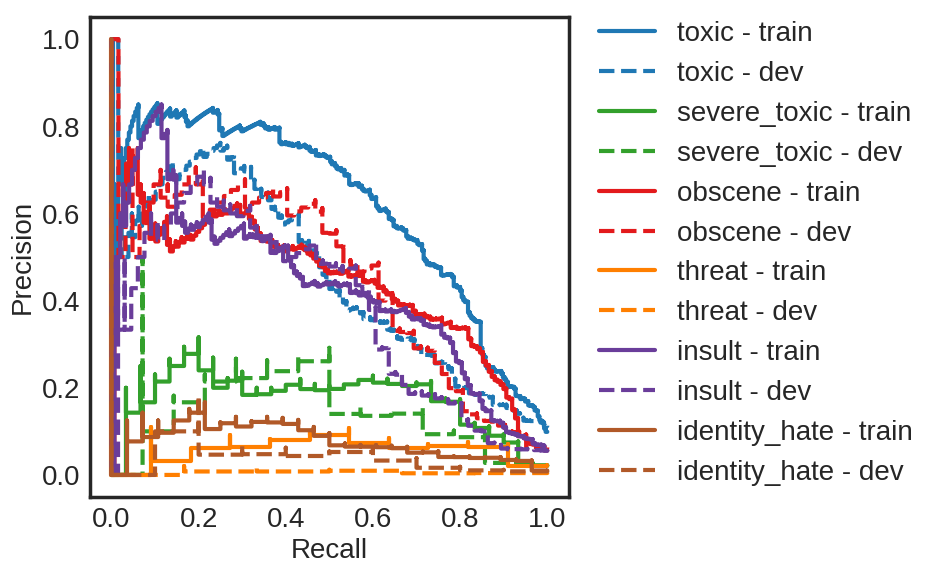 1.0
0.8
0.6
0.4
0.2
0.0
Precision
0.0 0.2 0.4 0.6 0.8 1.0
Recall
toxic - train
toxic - dev
severe_toxic - train
severe_toxic - dev
obscene - train
obscene - dev
threat - train
threat - dev
insult - train
insult - dev
identity_hate - train
identity_hate - dev